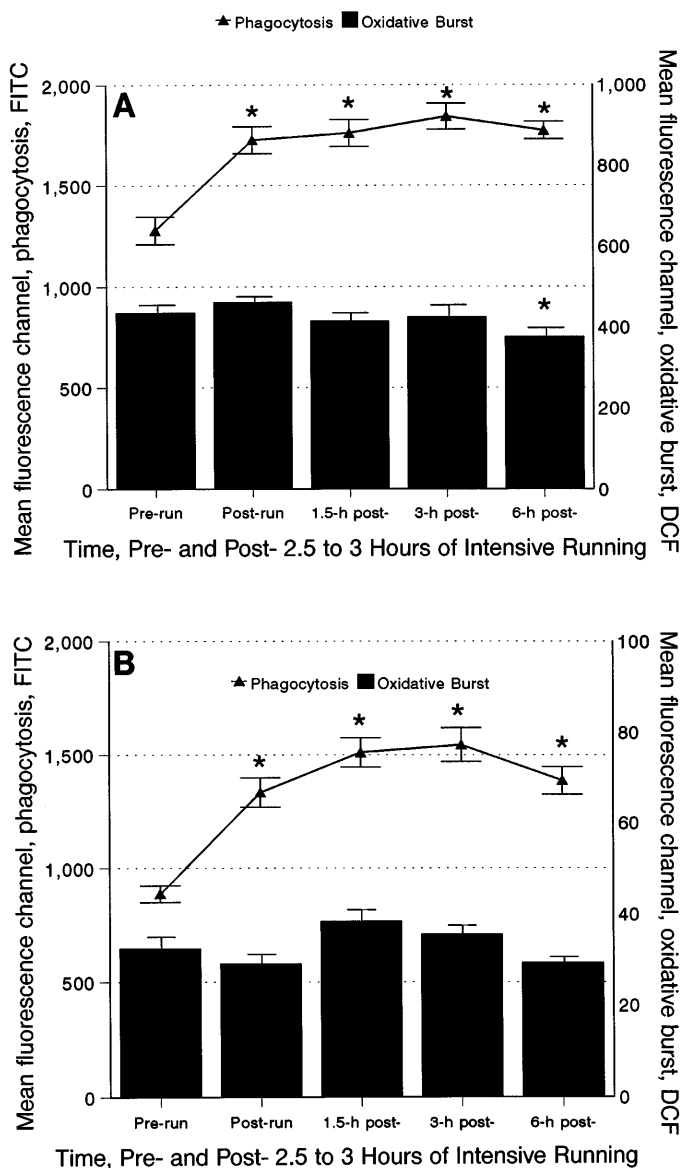 Phagocytosis Oxidative Burst
A
Mean fluorescence channel, phagocytosis, FITC
2,000
1,500
1,000
500
0
* * * *
*
1,000
800
600
400
200
0
Mean fluorescence channel, oxidative burst, DCF
Pre-run Post-run 1.5-h post- 3-h post- 6-h post-
Time, Pre- and Post- 2.5 to 3 Hours of Intensive Running
B
Phagocytosis Oxidative Burst
Mean fluorescence channel, phagocytosis, FITC
2,000
1,500
1,000
500
0
* * * *
100
80
60
40
20
0
Mean fluorescence channel, oxidative burst, DCF
Pre-run Post-run 1.5-h post- 3-h post- 6-h post-
Time, Pre- and Post- 2.5 to 3 Hours of Intensive Running